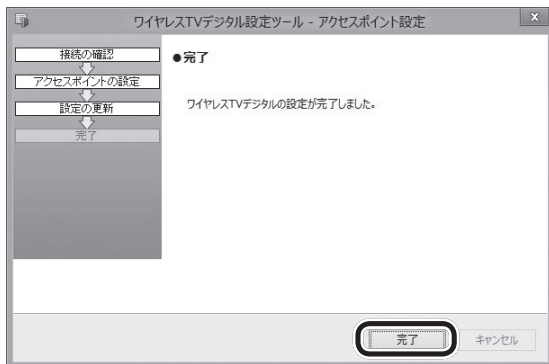 ワイヤレスTVデジタル設定ツール - アクセスポイント設定
接続の確認
アクセスポイントの設定
設定の更新
完了
●完了
ワイヤレスTVデジタルの設定が完了しました。
完了
キャンセル